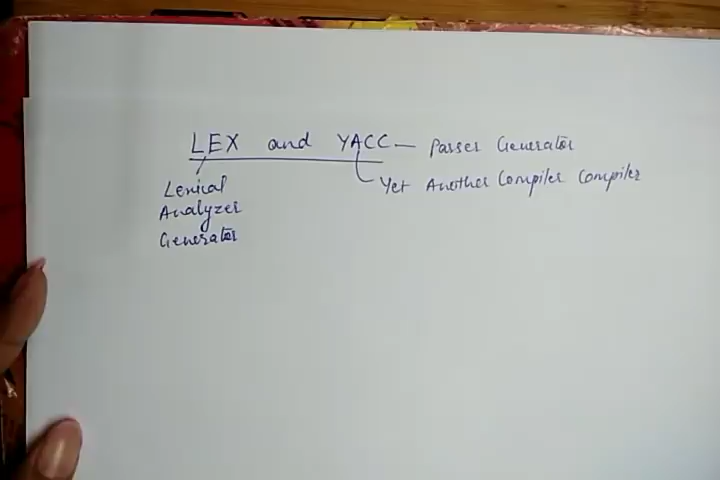 LEX and YACC — Parser Generator
Yet Another Compiler Compiler
Lexical
Analyzer
Generator